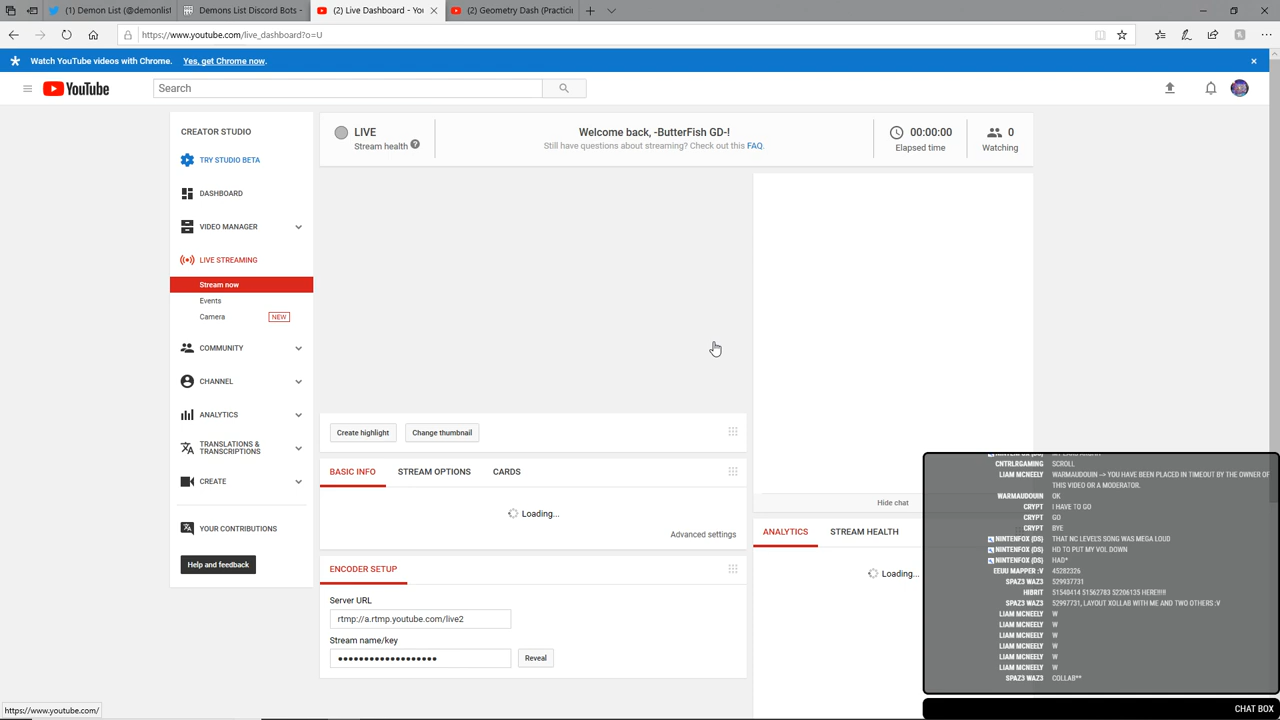 (1) Demon List (@demonlist
Demons List Discord Bots -
(2) Live Dashboard - You
(2) Geometry Dash (Practicin
https://www.youtube.com/live_dashboard?o=U
Watch YouTube videos with Chrome. Yes, get Chrome now.
YouTube
Search
CREATOR STUDIO
TRY STUDIO BETA
DASHBOARD
VIDEO MANAGER
LIVE STREAMING
Stream now
Events
Camera NEW
COMMUNITY
CHANNEL
ANALYTICS
TRANSLATIONS &
TRANSCRIPTIONS
CREATE
YOUR CONTRIBUTIONS
Help and feedback
LIVE
Stream health ?
Welcome back, -ButterFish GD-!
Still have questions about streaming? Check out this FAQ.
00:00:00
Elapsed time
0
Watching
Create highlight Change thumbnail
BASIC INFO STREAM OPTIONS CARDS
Loading...
Advanced settings
ENCODER SETUP
Server URL
rtmp://a.rtmp.youtube.com/live2
Stream name/key
Reveal
Hide chat
ANALYTICS STREAM HEALTH
Loading...
CNTRLRGAMING SCROLL
LIAM MCNEELY WARMAUDOUIN --> YOU HAVE BEEN PLACED IN TIMEOUT BY THE OWNER OF
THIS VIDEO OR A MODERATOR.
WARMAUDOUIN OK
CRYPT I HAVE TO GO
CRYPT GO
CRYPT BYE
NINTENFOX (DS) THAT NC LEVEL'S SONG WAS MEGA LOUD
NINTENFOX (DS) HD TO PUT MY VOL DOWN
NINTENFOX (DS) HAD*
EEUU MAPPER :V 45282326
SPAZ3 WAZ3 529937731
HIBRIT 51540414 51562783 52206135 HERE!!!!!
SPAZ3 WAZ3 52997731, LAYOUT XOLLAB WITH ME AND TWO OTHERS :V
LIAM MCNEELY W
LIAM MCNEELY W
LIAM MCNEELY W
LIAM MCNEELY W
LIAM MCNEELY W
LIAM MCNEELY W
SPAZ3 WAZ3 COLLAB**
CHAT BOX
https://www.youtube.com/